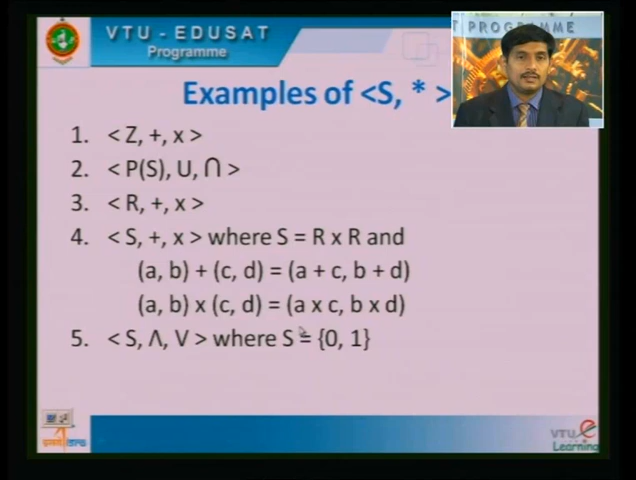 VTU - EDUSAT
Programme
T PROGRAMME
Examples of <S, * >
1. < Z, +, x >
2. < P(S), U, ∩ >
3. < R, +, x >
4. < S, +, x > where S = R x R and
(a, b) + (c, d) = (a + c, b + d)
(a, b) x (c, d) = (a x c, b x d)
5. < S, Λ, V > where S = {0, 1}
VTU e
Learning